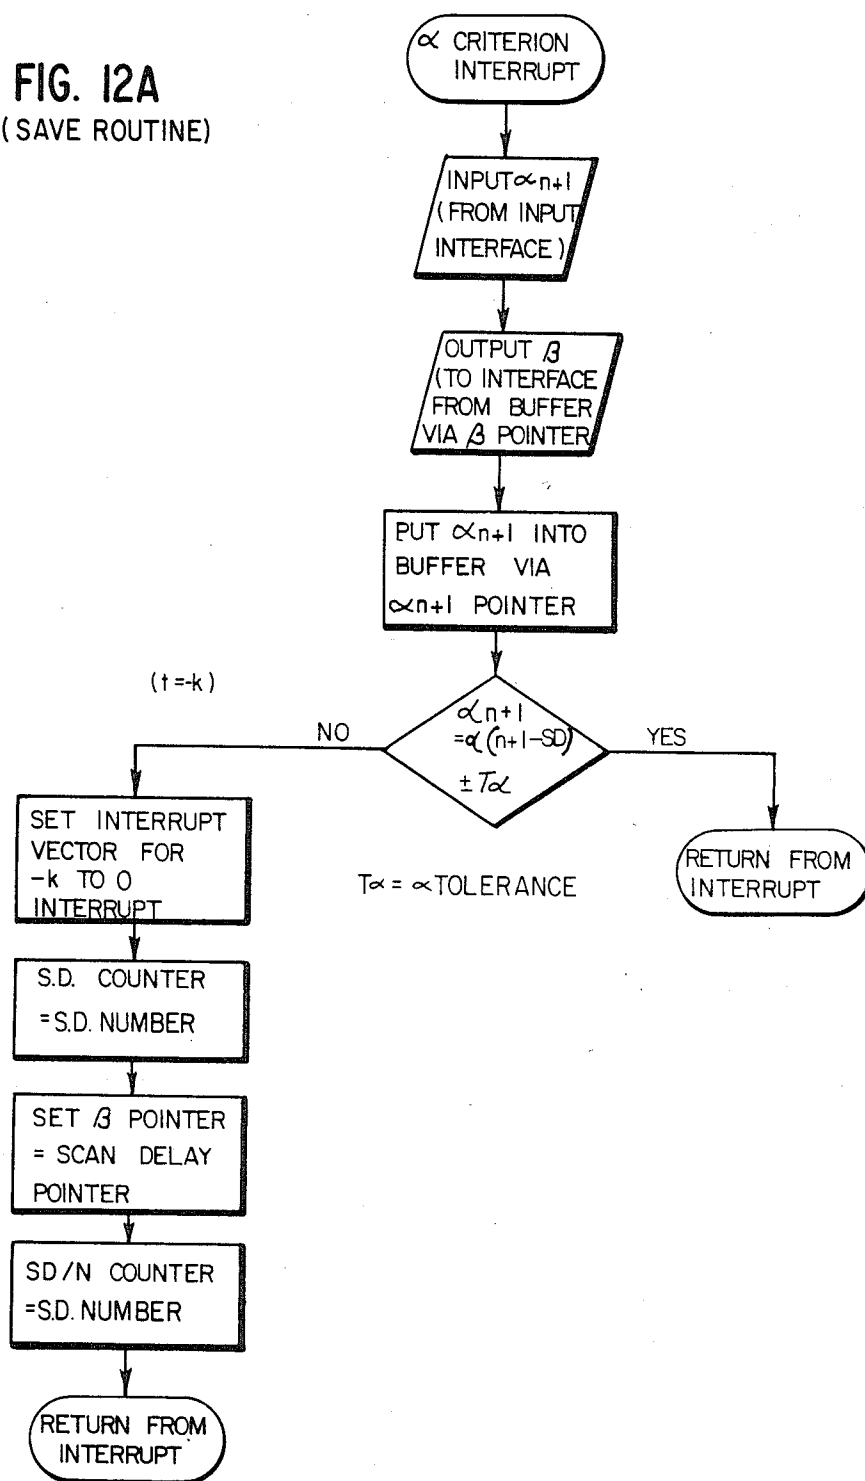 FIG. 12A
(SAVE ROUTINE)
α CRITERION
INTERRUPT
INPUT αn+1
(FROM INPUT
INTERFACE)
OUTPUT β
(TO INTERFACE
FROM BUFFER
VIA β POINTER
PUT αn+1 INTO
BUFFER VIA
αn+1 POINTER
(t=-k)
αn+1
=α(n+1-SD)
±Tα
NO
YES
SET INTERRUPT
VECTOR FOR
-k TO 0
INTERRUPT
Tα = α TOLERANCE
RETURN FROM
INTERRUPT
S.D. COUNTER
=S.D. NUMBER
SET β POINTER
= SCAN DELAY
POINTER
SD/N COUNTER
=S.D. NUMBER
RETURN FROM
INTERRUPT